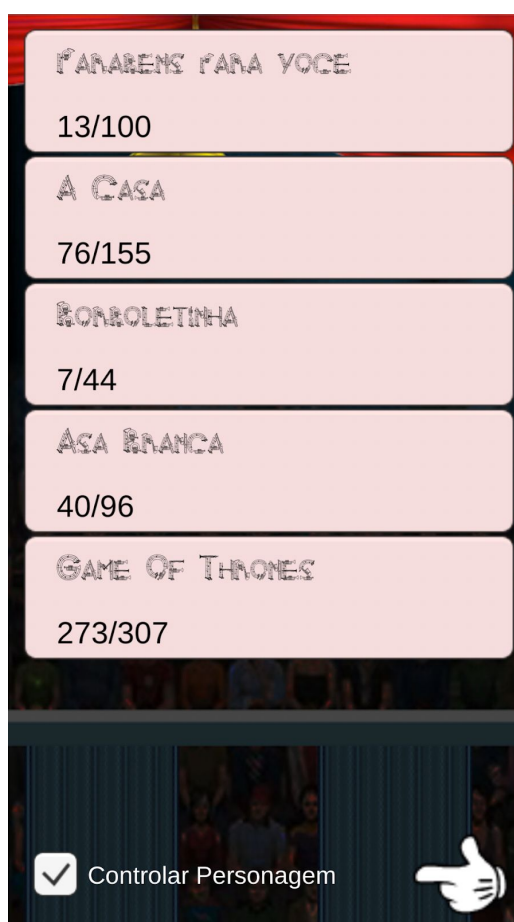 Parabens para voce
13/100
A Casa
76/155
Borboletinha
7/44
Asa Branca
40/96
Game Of Thrones
273/307
Controlar Personagem